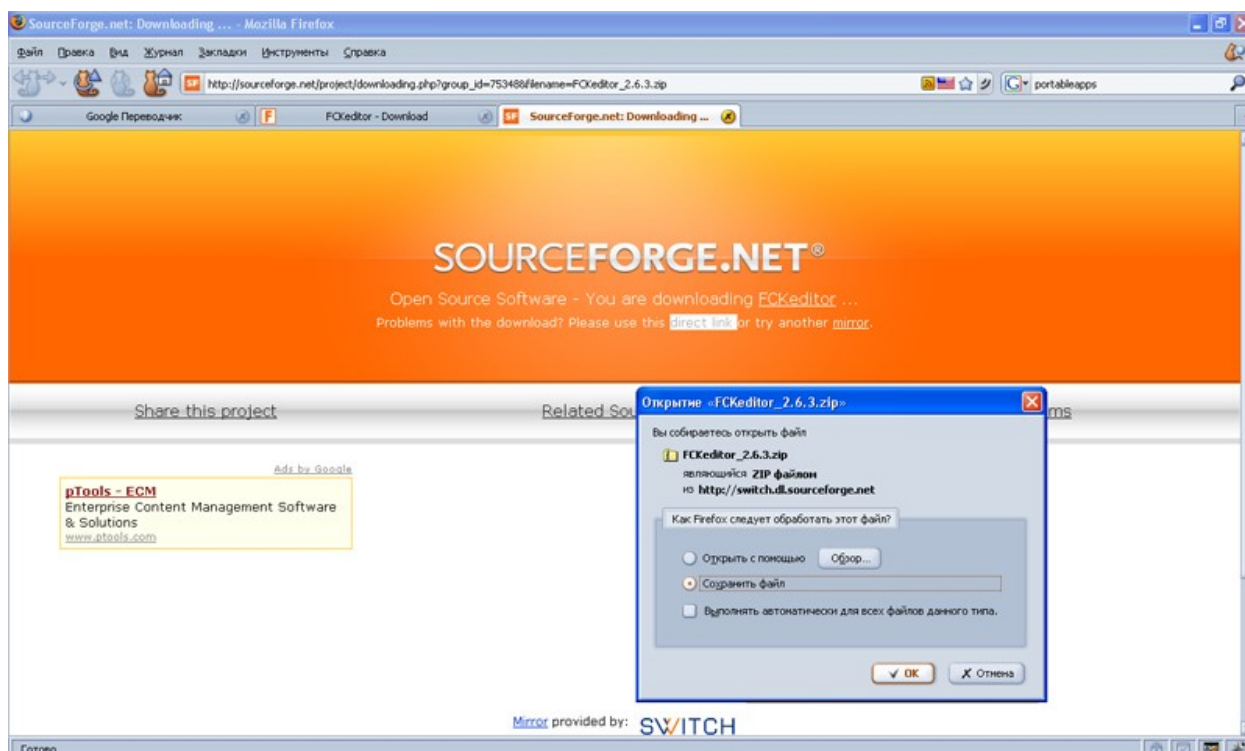 SourceForge.net: Downloading ... - Mozilla Firefox
Файл Правка Вид Журнал Закладки Инструменты Справка
http://sourceforge.net/project/downloading.php?group_id=75348&filename=FCKeditor_2.6.3.zip portableapps
Google Переводчик FCKeditor - Download SourceForge.net: Downloading ...
SOURCEFORGE.NET®
Open Source Software - You are downloading FCKeditor ...
Problems with the download? Please use this direct link or try another mirror.
Share this project Related Sou ms
Ads by Google
pTools - ECM
Enterprise Content Management Software
& Solutions
www.ptools.com
Открытие «FCKeditor_2.6.3.zip»
Вы собираетесь открыть файл
FCKeditor_2.6.3.zip
являющийся ZIP файлом
из http://switch.dl.sourceforge.net
Как Firefox следует обработать этот файл?
Открыть с помощью Обзор...
Сохранить файл
Выполнять автоматически для всех файлов данного типа.
OK Отмена
Mirror provided by: SWITCH
Готово